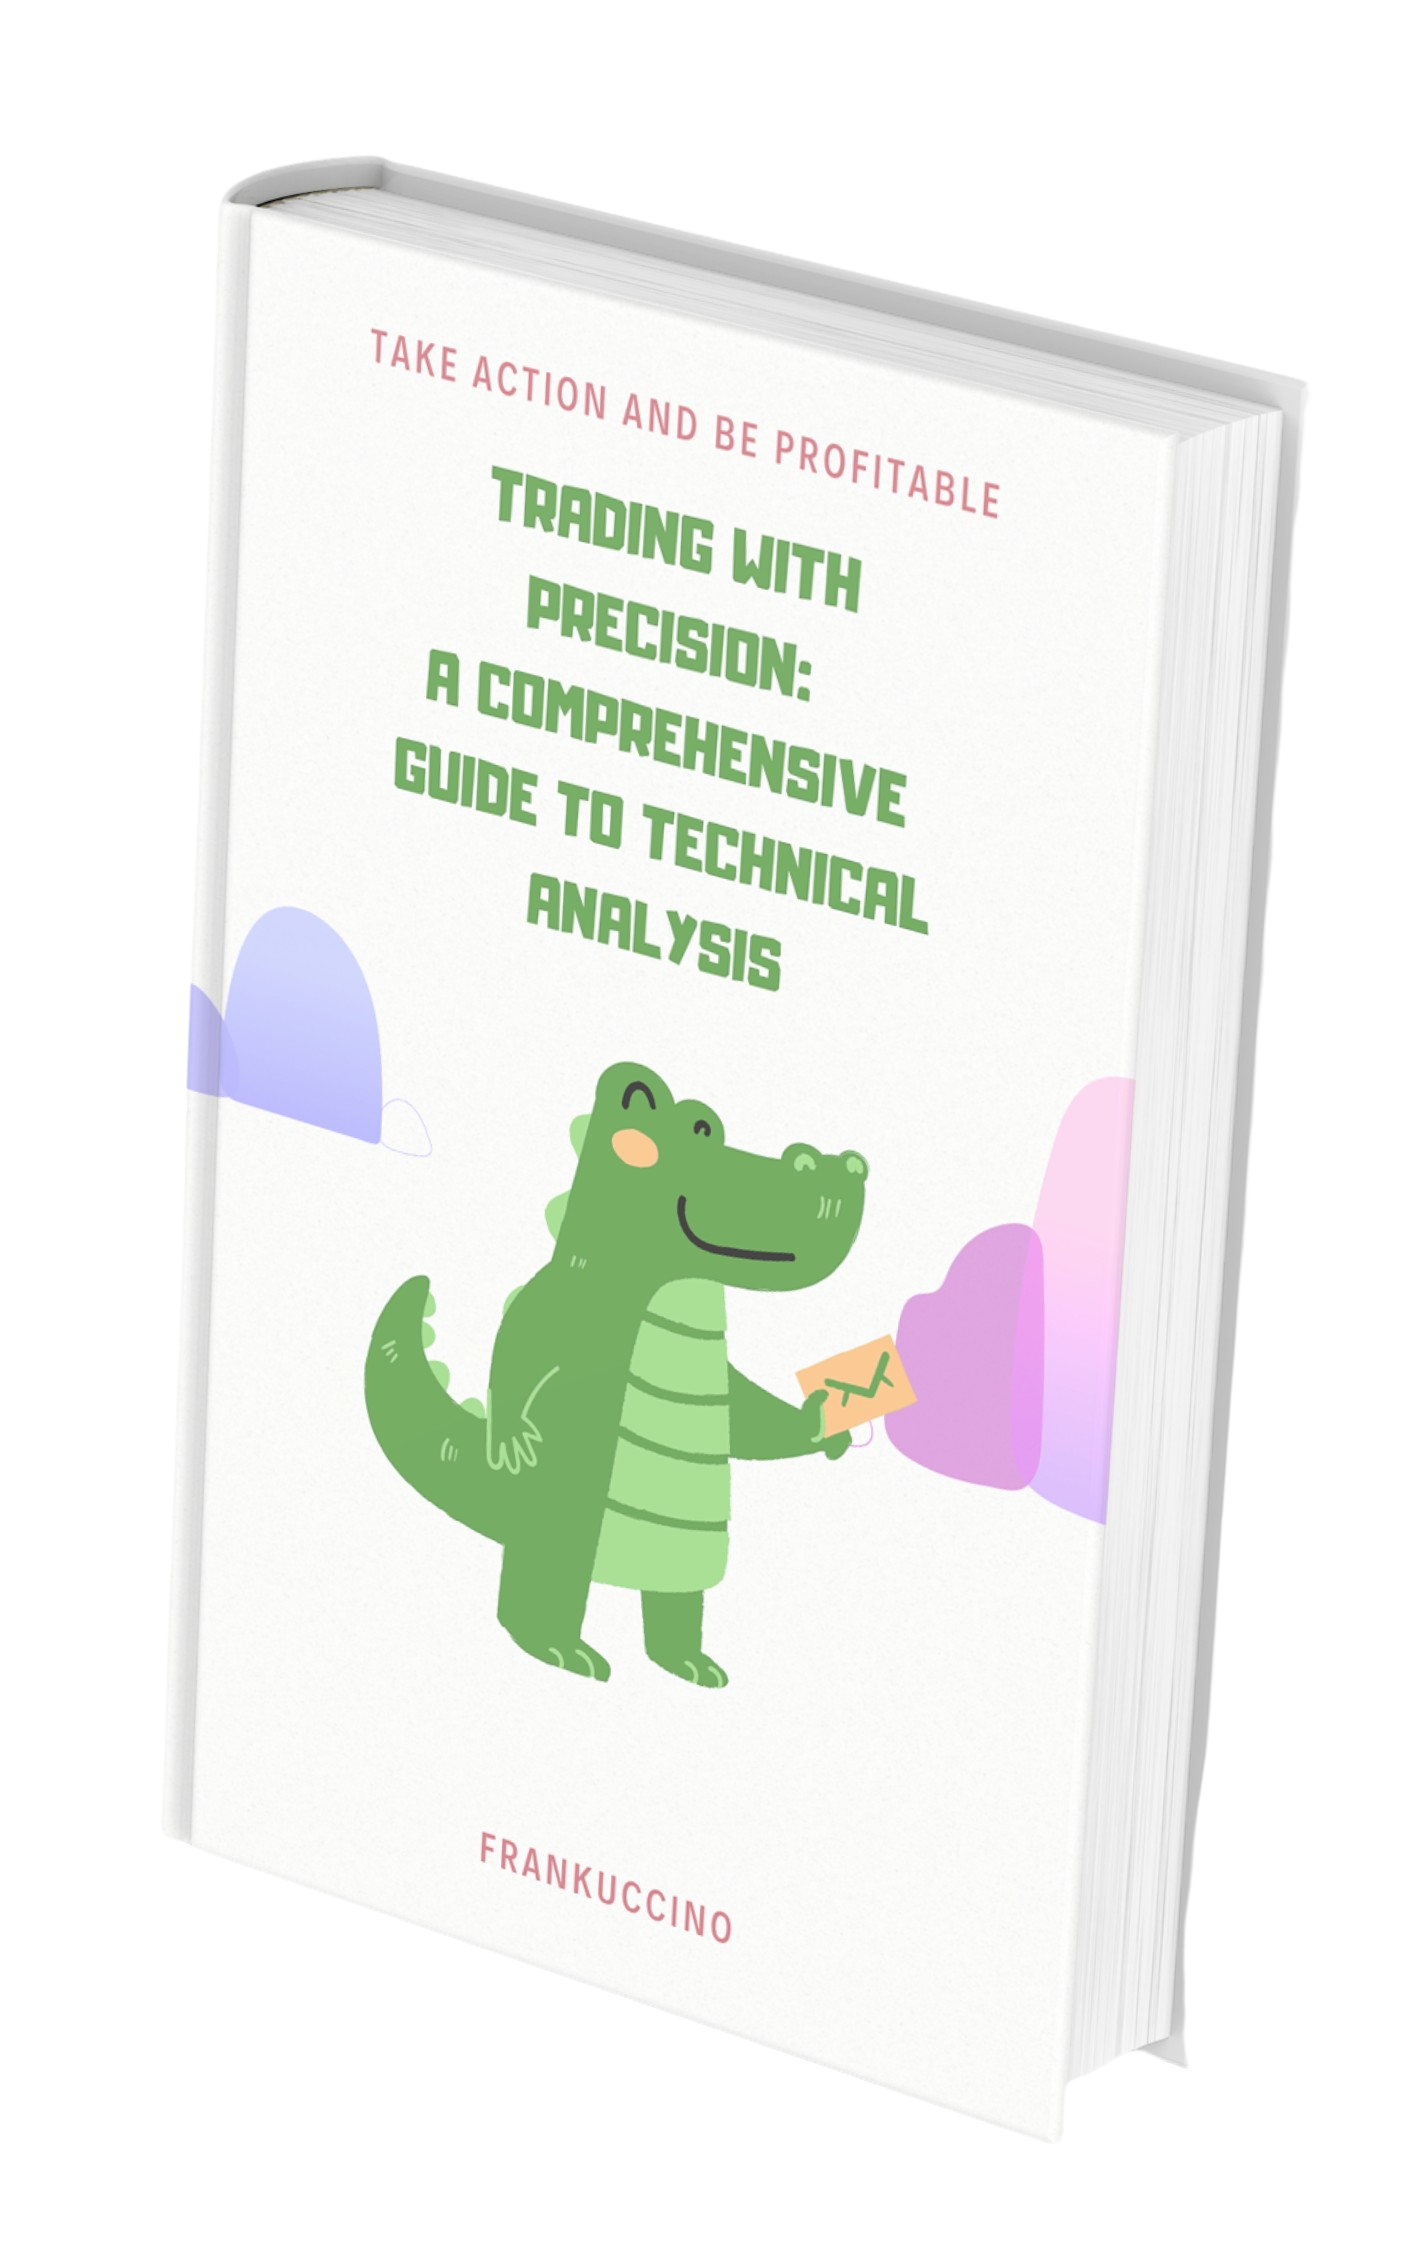 TAKE ACTION AND BE PROFITABLE
TRADING WITH
PRECISION:
A COMPREHENSIVE
GUIDE TO TECHNICAL
ANALYSIS
FRANKUCCINO